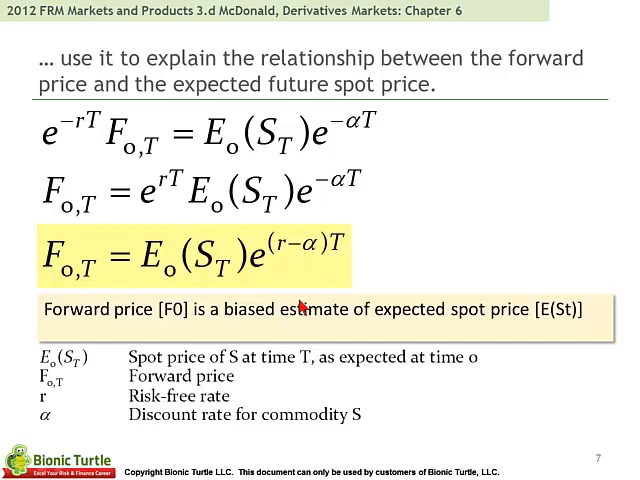 2012 FRM Markets and Products 3.d McDonald, Derivatives Markets: Chapter 6
… use it to explain the relationship between the forward
price and the expected future spot price.
e^{−rT} F_{0,T} = E_0(S_T)e^{−αT}
F_{0,T} = e^{rT} E_0(S_T)e^{−αT}
F_{0,T} = E_0(S_T)e^{(r−α)T}
Forward price [F0] is a biased estimate of expected spot price [E(St)]
E_0(S_T) Spot price of S at time T, as expected at time 0
F_{0,T} Forward price
r Risk-free rate
α Discount rate for commodity S
Bionic Turtle
Excel Your Risk & Finance Career
Copyright Bionic Turtle LLC. This document can only be used by customers of Bionic Turtle, LLC.
7